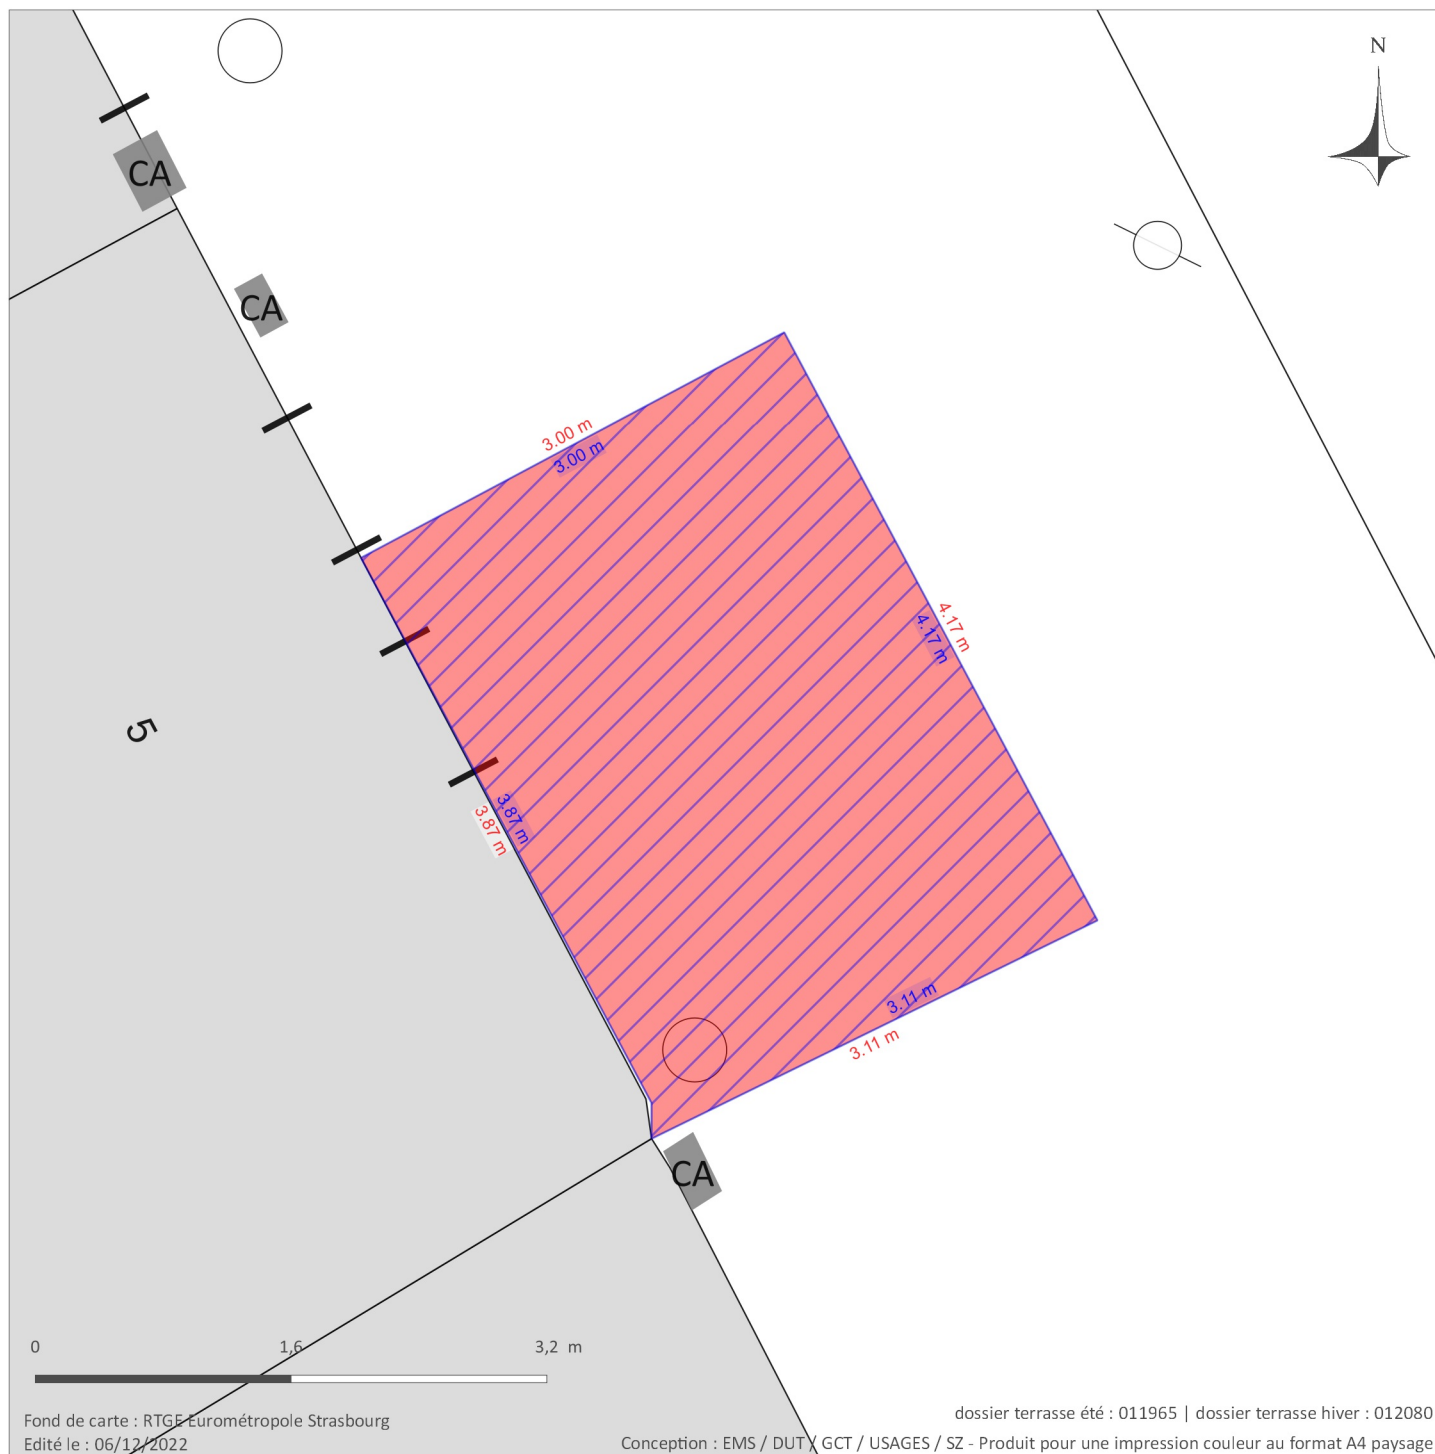 N
CA
CA
3.00 m
3.00 m
4.17 m
4.17 m
5
3.87 m
3.87 m
3.11 m
3.11 m
CA
0 1,6 3,2 m
Fond de carte : RTGE Eurométropole Strasbourg
Edité le : 06/12/2022
dossier terrasse été : 011965 | dossier terrasse hiver : 012080
Conception : EMS / DUT / GCT / USAGES / SZ - Produit pour une impression couleur au format A4 paysage